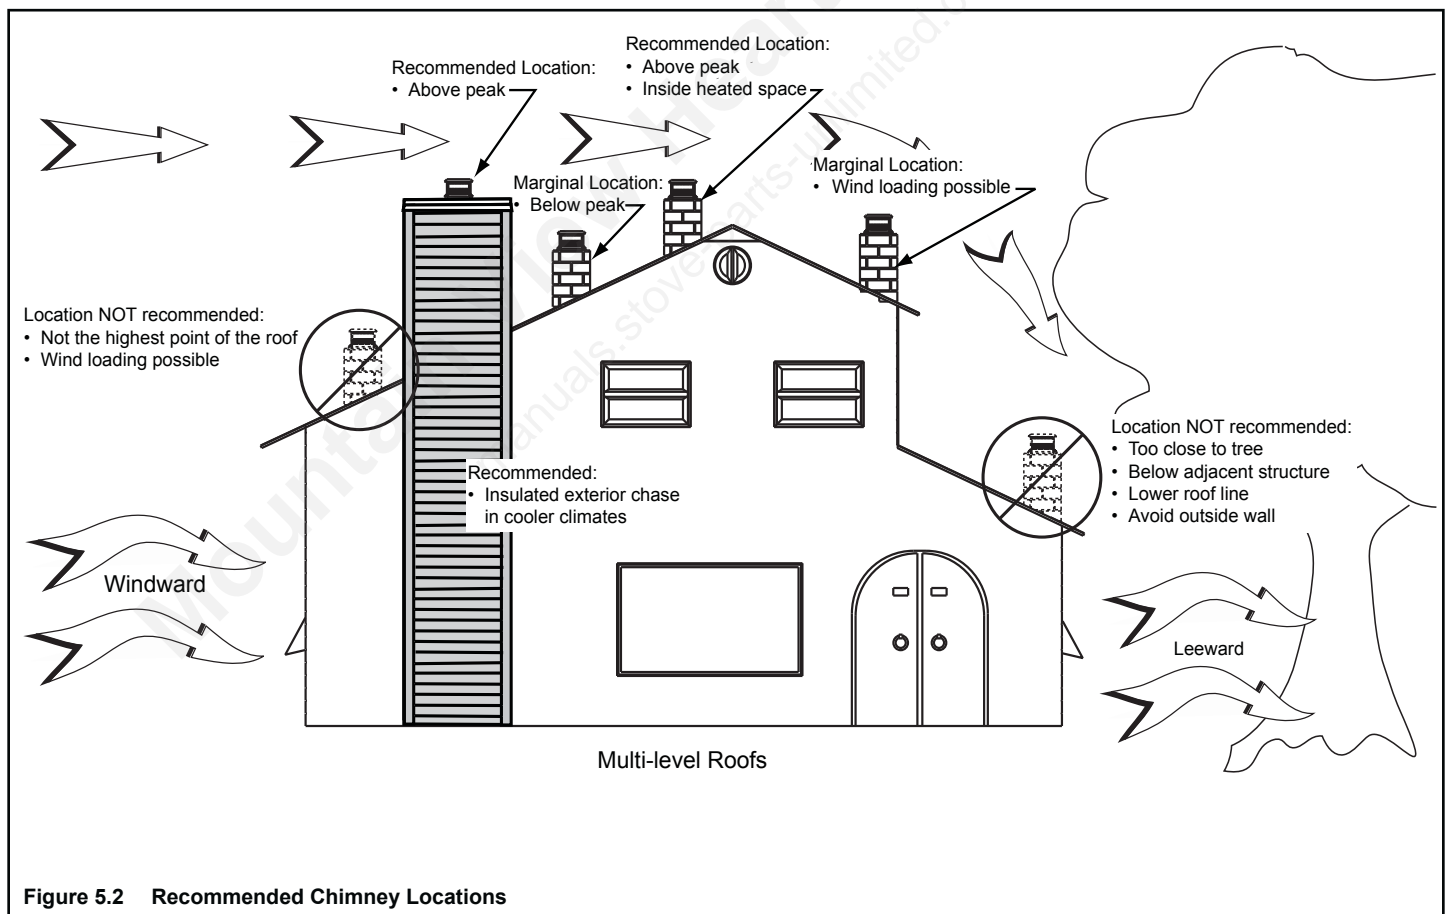 Recommended Location:
• Above peak
Recommended Location:
• Above peak
• Inside heated space
Marginal Location:
• Below peak
Marginal Location:
• Wind loading possible
Location NOT recommended:
• Not the highest point of the roof
• Wind loading possible
Location NOT recommended:
• Too close to tree
• Below adjacent structure
• Lower roof line
• Avoid outside wall
Recommended:
• Insulated exterior chase
in cooler climates
Windward
Leeward
Multi-level Roofs
Figure 5.2 Recommended Chimney Locations
Mountain View